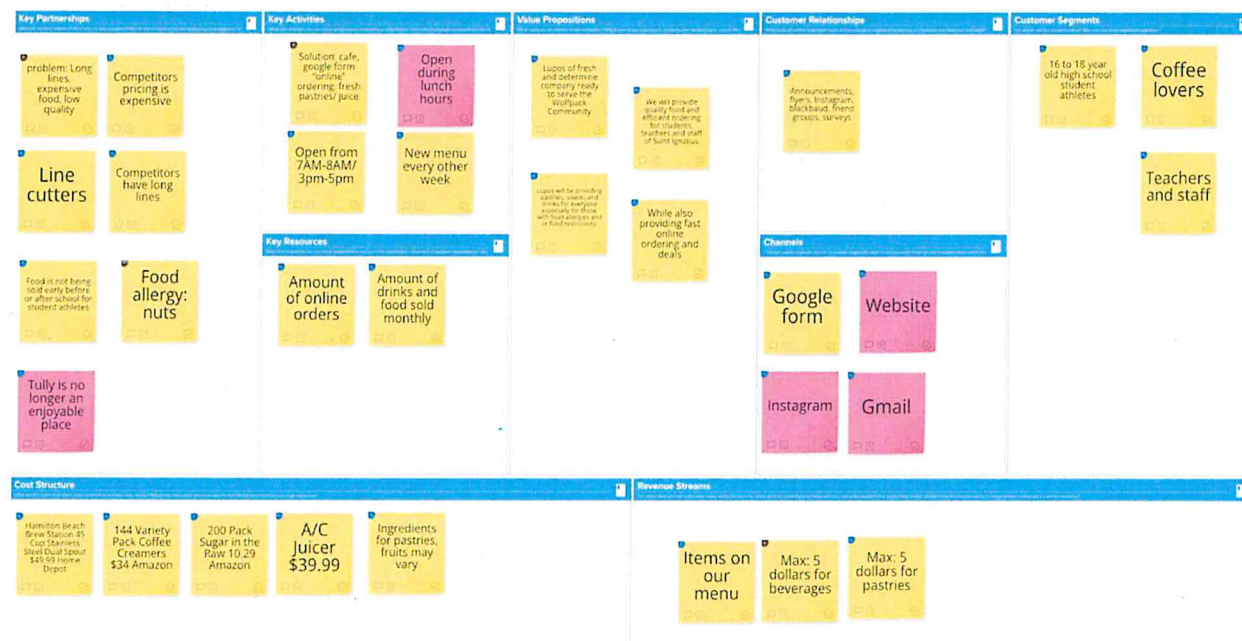 Key Partnerships
problem: Long
lines,
expensive
food, low
quality
Competitors
pricing is
expensive
Line
cutters
Competitors
have long
lines
Food is not being
sold early before
or after school for
student athletes
Food
allergy:
nuts
Tully is no
longer an
enjoyable
place
Key Activities
Solution: cafe,
google form
"online"
ordering, fresh
pastries/ juice
Open
during
lunch
hours
Open from
7AM-8AM/
3pm-5pm
New menu
every other
week
Key Resources
Amount
of online
orders
Amount of
drinks and
food sold
monthly
Value Propositions
Lupos of fresh
and determine
company ready
to serve the
Wolfpack
Community
We will provide
quality food and
efficient ordering
for students,
teachers and staff
of Saint Ignatius
Lupos will be providing
pastries, snacks and
drinks for everyone
especially for those
with food allergies and
or food restrictions
While also
providing fast
online
ordering and
deals
Customer Relationships
Announcements,
flyers, Instagram,
blackbaud, friend
groups, surveys
Channels
Google
form
Website
Instagram
Gmail
Customer Segments
16 to 18 year
old high school
student
athletes
Coffee
lovers
Teachers
and staff
Cost Structure
Hamilton Beach
Brew Station 45
Cup Stainless
Steel Dual Spout
$49.99 Home
Depot
144 Variety
Pack Coffee
Creamers
$34 Amazon
200 Pack
Sugar in the
Raw 10.29
Amazon
A/C
Juicer
$39.99
Ingredients
for pastries,
fruits may
vary
Revenue Streams
Items on
our
menu
Max: 5
dollars for
beverages
Max: 5
dollars for
pastries